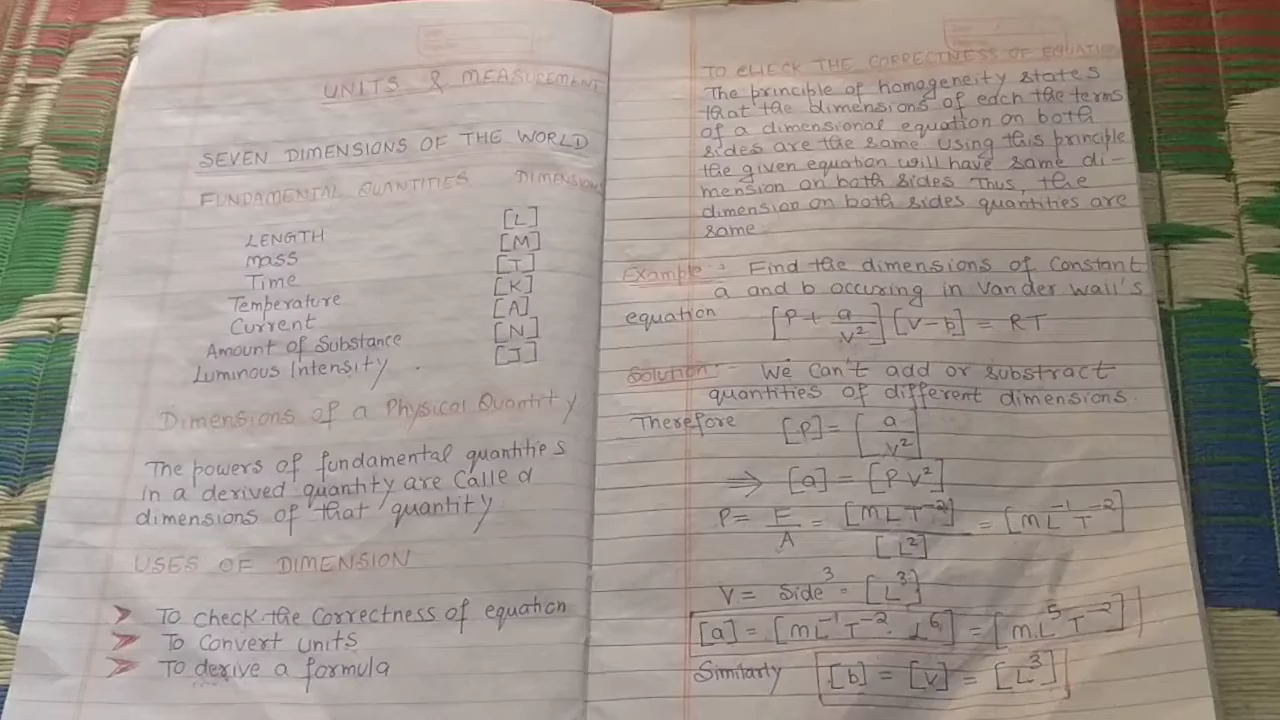 UNITS & MEASUREMENT
SEVEN DIMENSIONS OF THE WORLD
FUNDAMENTAL QUANTITIES DIMENSIONS
LENGTH [L]
Mass [M]
Time [T]
Temperature [K]
Current [A]
Amount of Substance [N]
Luminous Intensity [J]
Dimensions of a Physical Quantity
The powers of fundamental quantities
in a derived quantity are Called
dimensions of that quantity
USES OF DIMENSION
➤ To check the Correctness of equation
➤ To Convert units
➤ To derive a formula
TO CHECK THE CORRECTNESS OF EQUATION
The principle of homogeneity states
that the dimensions of each the terms
of a dimensional equation on both
sides are the same using this principle
the given equation will have same di-
mension on both sides Thus, the
dimension on both sides quantities are
same
Example:- Find the dimensions of Constant
a and b occuring in Vander wall's
equation [P + a/V²] [V-b] = RT
Solution:- We Can't add or substract
quantities of different dimensions.
Therefore [P] = [a/V²]
⇒ [a] = [PV²]
P = F/A = [MLT⁻²]/[L²] = [ML⁻¹T⁻²]
V = Side³ = [L³]
[a] = [ML⁻¹T⁻². L⁶] = [ML⁵T⁻²]
Similarly [b] = [V] = [L³]